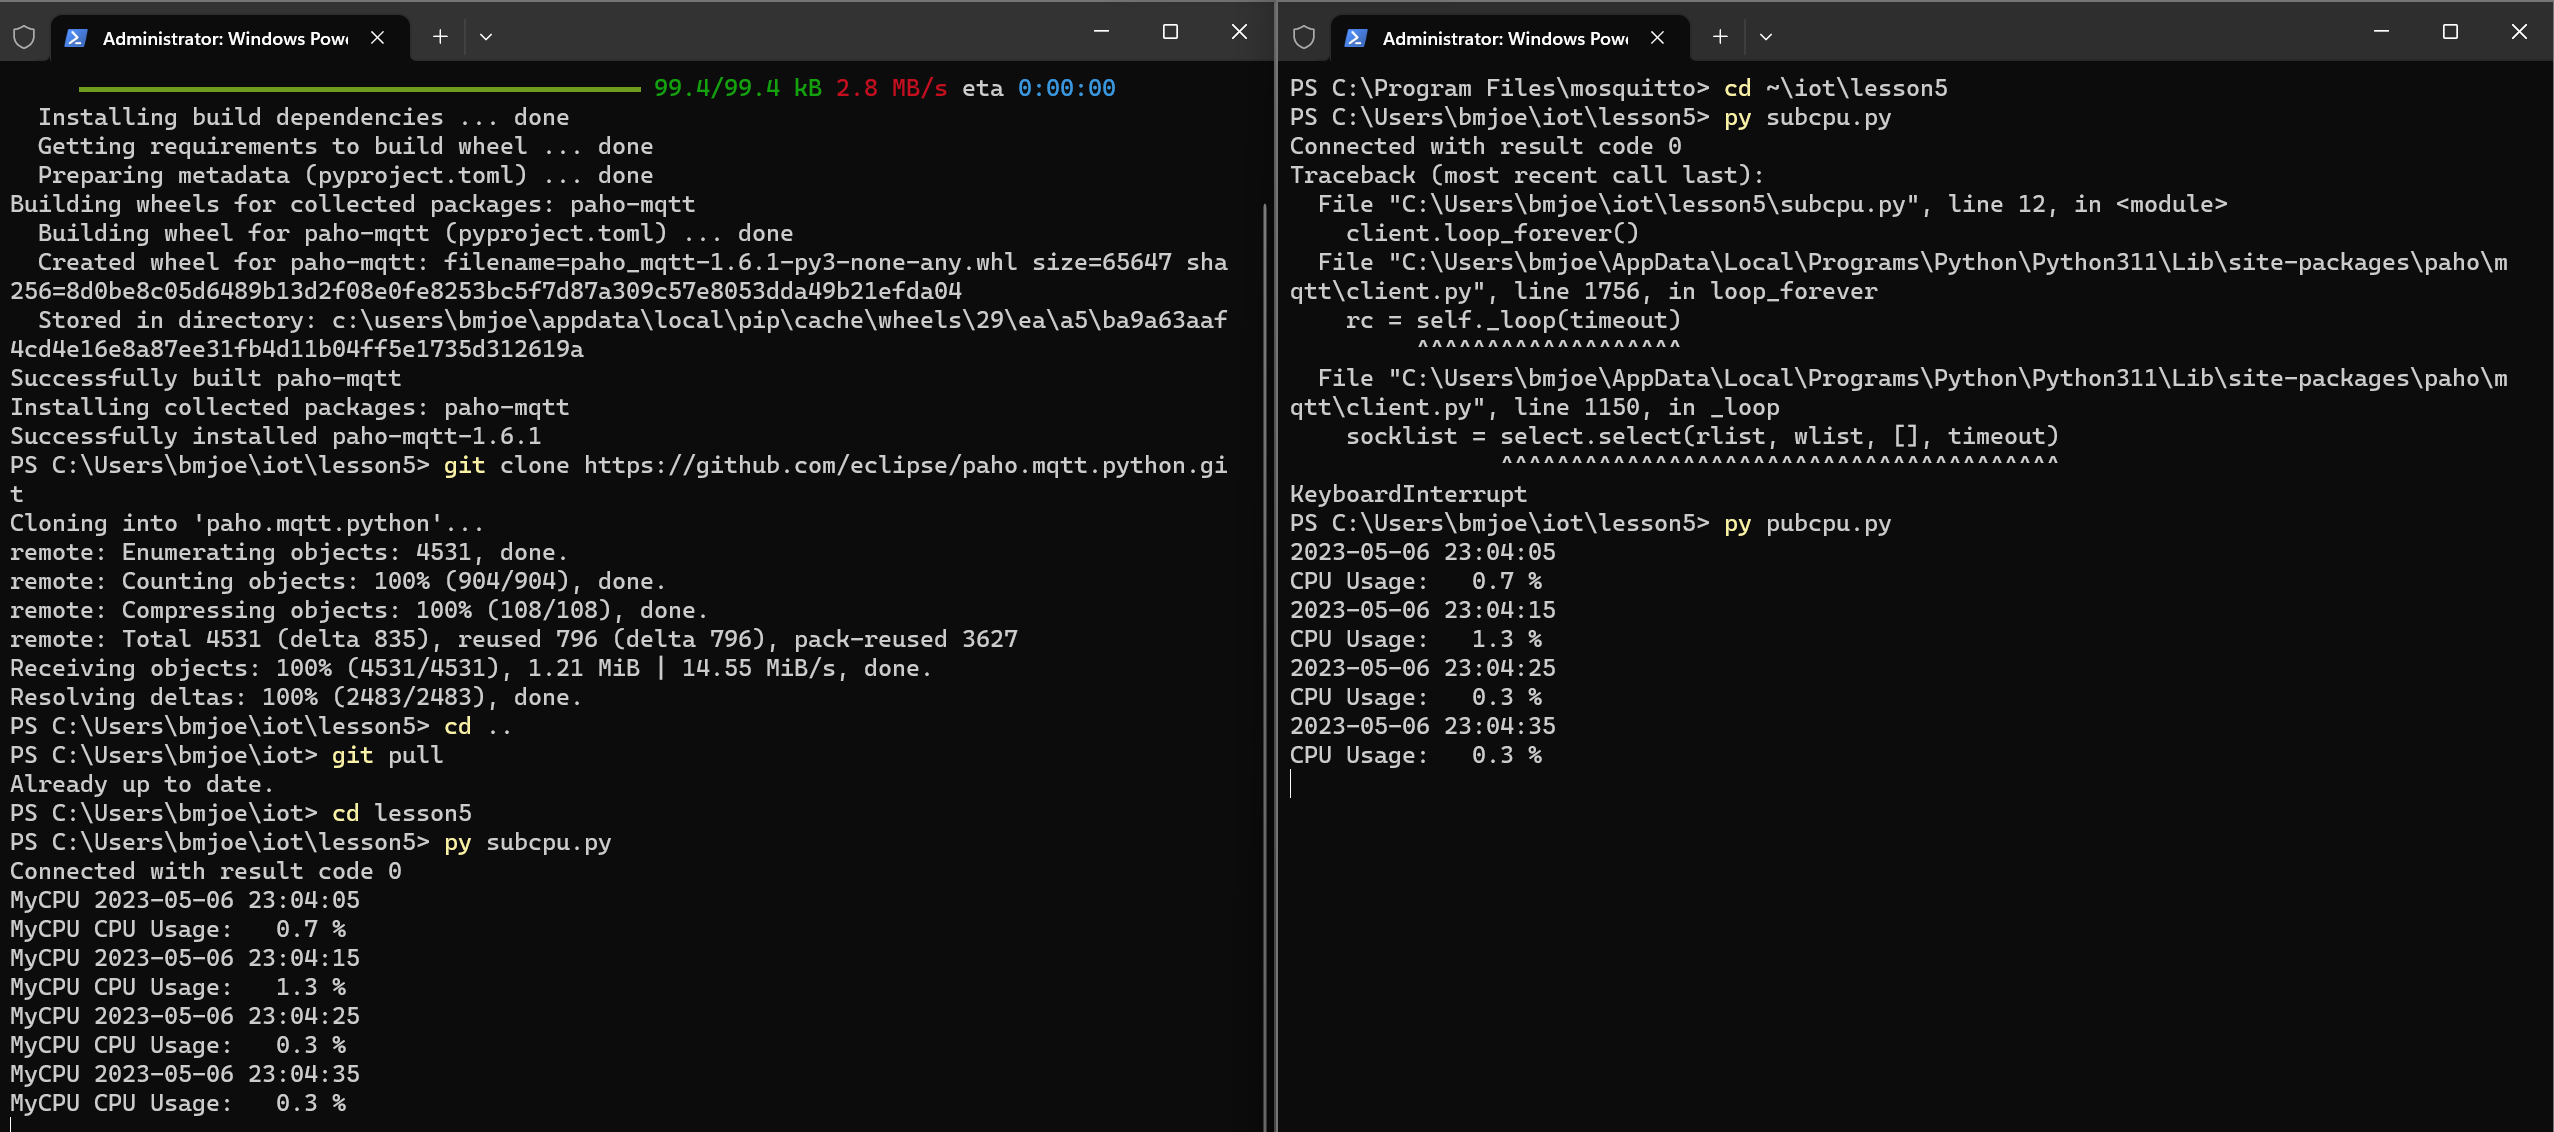 Administrator: Windows Pow
99.4/99.4 kB 2.8 MB/s eta 0:00:00
Installing build dependencies ... done
Getting requirements to build wheel ... done
Preparing metadata (pyproject.toml) ... done
Building wheels for collected packages: paho-mqtt
Building wheel for paho-mqtt (pyproject.toml) ... done
Created wheel for paho-mqtt: filename=paho_mqtt-1.6.1-py3-none-any.whl size=65647 sha
256=8d0be8c05d6489b13d2f08e0fe8253bc5f7d87a309c57e8053dda49b21efda04
Stored in directory: c:\users\bmjoe\appdata\local\pip\cache\wheels\29\ea\a5\ba9a63aaf
4cd4e16e8a87ee31fb4d11b04ff5e1735d312619a
Successfully built paho-mqtt
Installing collected packages: paho-mqtt
Successfully installed paho-mqtt-1.6.1
PS C:\Users\bmjoe\iot\lesson5> git clone https://github.com/eclipse/paho.mqtt.python.gi
t
Cloning into 'paho.mqtt.python'...
remote: Enumerating objects: 4531, done.
remote: Counting objects: 100% (904/904), done.
remote: Compressing objects: 100% (108/108), done.
remote: Total 4531 (delta 835), reused 796 (delta 796), pack-reused 3627
Receiving objects: 100% (4531/4531), 1.21 MiB | 14.55 MiB/s, done.
Resolving deltas: 100% (2483/2483), done.
PS C:\Users\bmjoe\iot\lesson5> cd ..
PS C:\Users\bmjoe\iot> git pull
Already up to date.
PS C:\Users\bmjoe\iot> cd lesson5
PS C:\Users\bmjoe\iot\lesson5> py subcpu.py
Connected with result code 0
MyCPU 2023-05-06 23:04:05
MyCPU CPU Usage:   0.7 %
MyCPU 2023-05-06 23:04:15
MyCPU CPU Usage:   1.3 %
MyCPU 2023-05-06 23:04:25
MyCPU CPU Usage:   0.3 %
MyCPU 2023-05-06 23:04:35
MyCPU CPU Usage:   0.3 %
Administrator: Windows Pow
PS C:\Program Files\mosquitto> cd ~\iot\lesson5
PS C:\Users\bmjoe\iot\lesson5> py subcpu.py
Connected with result code 0
Traceback (most recent call last):
File "C:\Users\bmjoe\iot\lesson5\subcpu.py", line 12, in <module>
client.loop_forever()
File "C:\Users\bmjoe\AppData\Local\Programs\Python\Python311\Lib\site-packages\paho\m
qtt\client.py", line 1756, in loop_forever
rc = self._loop(timeout)
^^^^^^^^^^^^^^^^^^^
File "C:\Users\bmjoe\AppData\Local\Programs\Python\Python311\Lib\site-packages\paho\m
qtt\client.py", line 1150, in _loop
socklist = select.select(rlist, wlist, [], timeout)
^^^^^^^^^^^^^^^^^^^^^^^^^^^^^^^^^^^^^^^^
KeyboardInterrupt
PS C:\Users\bmjoe\iot\lesson5> py pubcpu.py
2023-05-06 23:04:05
CPU Usage:   0.7 %
2023-05-06 23:04:15
CPU Usage:   1.3 %
2023-05-06 23:04:25
CPU Usage:   0.3 %
2023-05-06 23:04:35
CPU Usage:   0.3 %